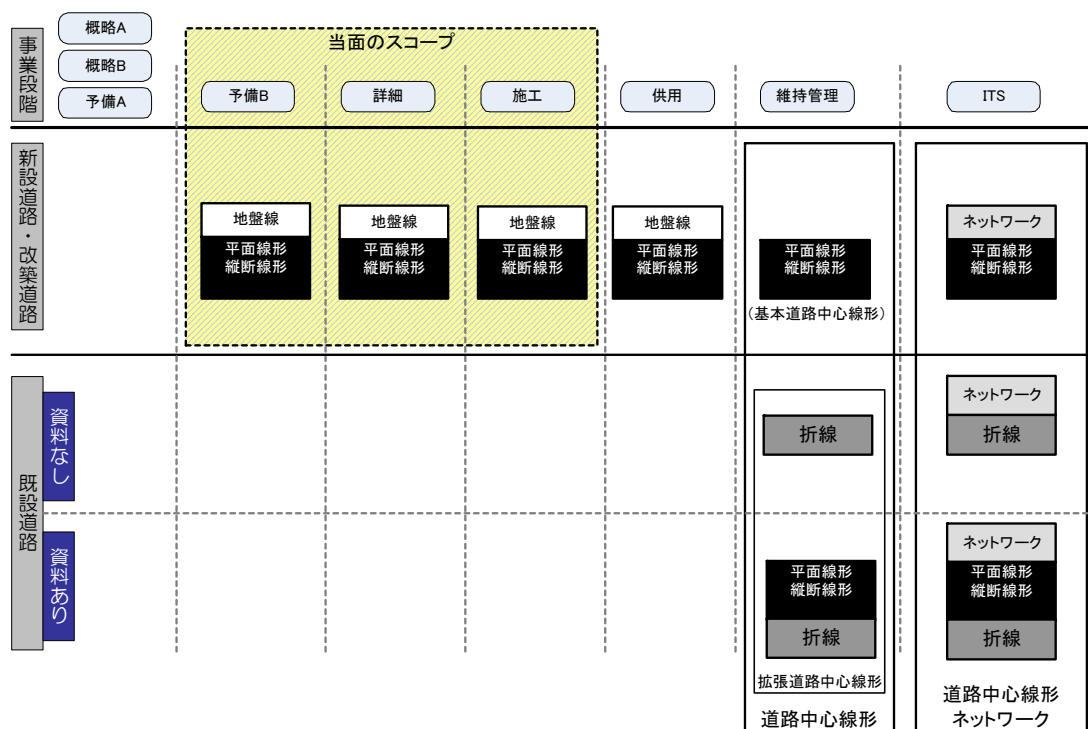 事業段階
概略A
概略B
予備A
当面のスコープ
予備B
詳細
施工
供用
維持管理
ITS
新設道路・改築道路
地盤線
平面線形
縦断線形
地盤線
平面線形
縦断線形
地盤線
平面線形
縦断線形
地盤線
平面線形
縦断線形
平面線形
縦断線形
(基本道路中心線形)
ネットワーク
平面線形
縦断線形
既設道路
資料なし
折線
ネットワーク
折線
資料あり
平面線形
縦断線形
折線
拡張道路中心線形
道路中心線形
ネットワーク
平面線形
縦断線形
折線
道路中心線形
ネットワーク